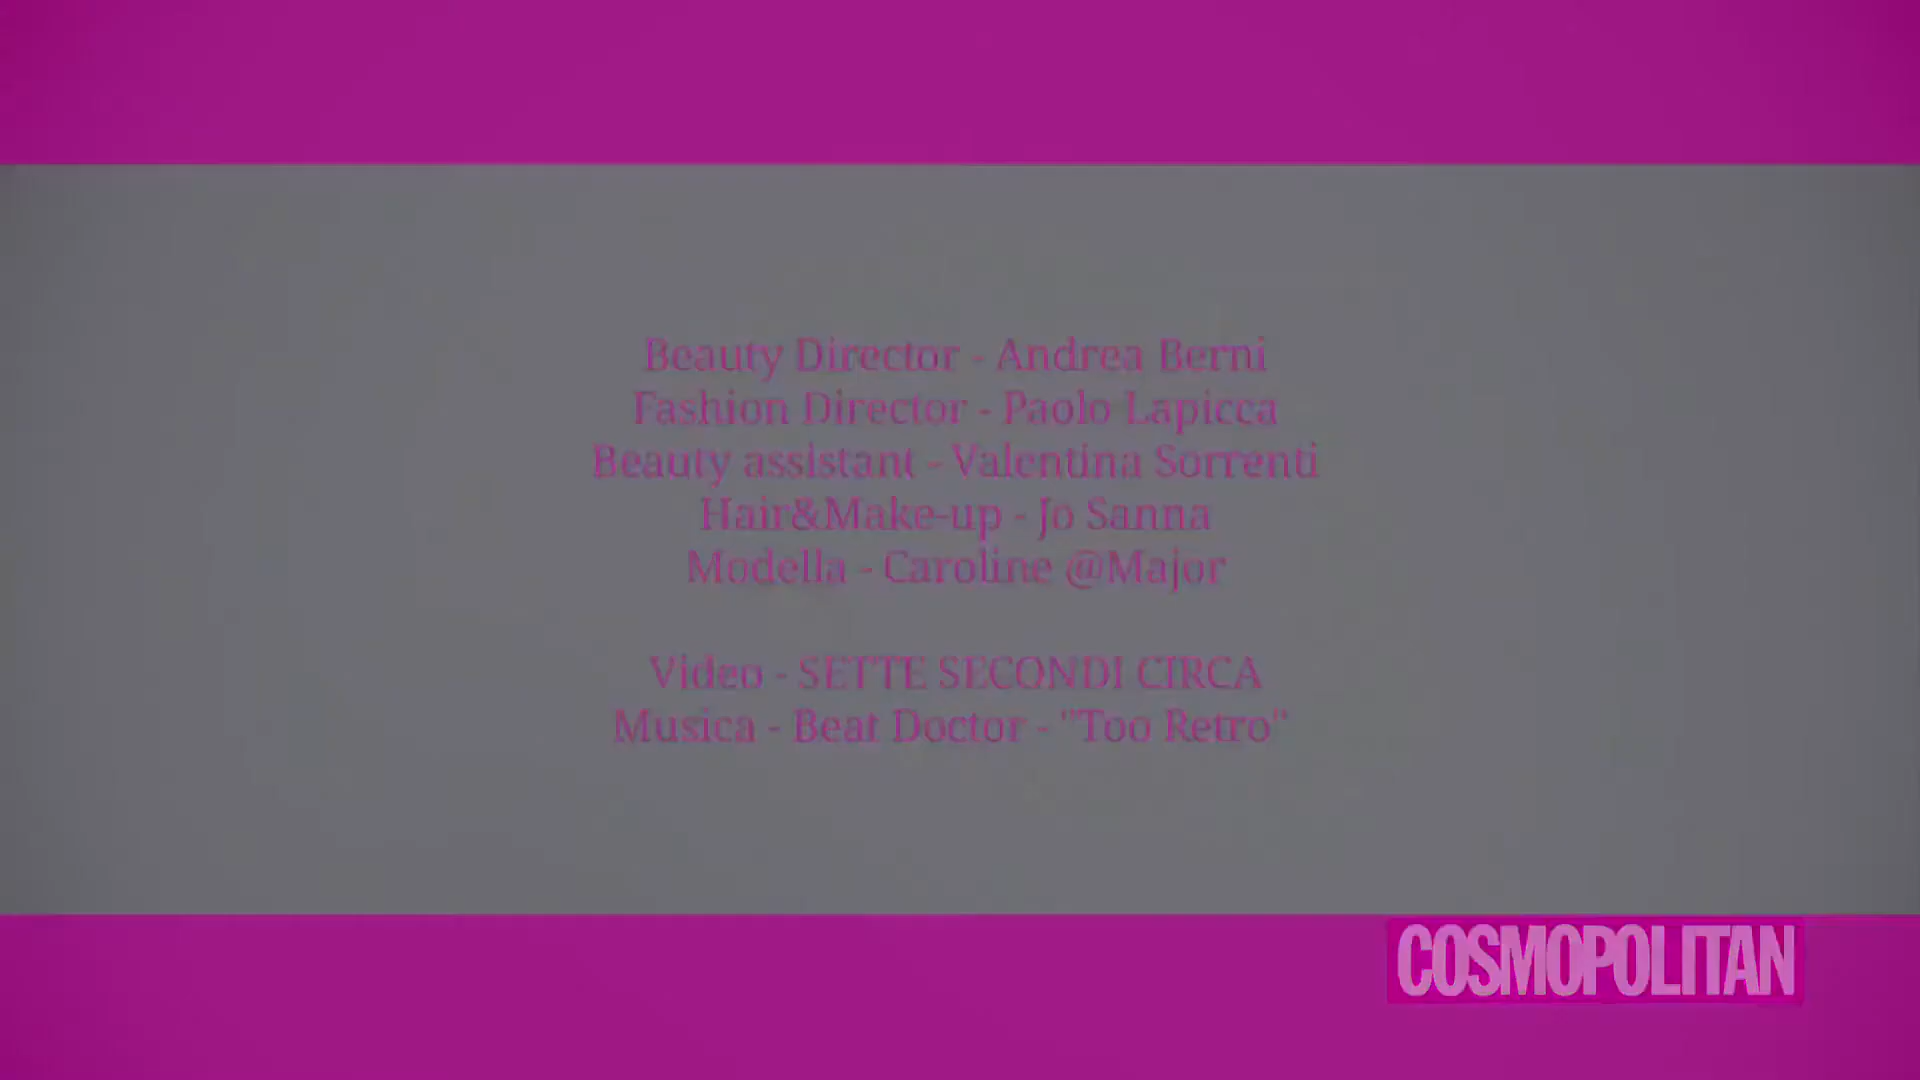 Beauty Director - Andrea Berni
Fashion Director - Paolo Lapicca
Beauty assistant - Valentina Sorrenti
Hair&Make-up - Jo Sanna
Modella - Caroline @Major
Video - SETTE SECONDI CIRCA
Musica - Beat Doctor - "Too Retro"
COSMOPOLITAN